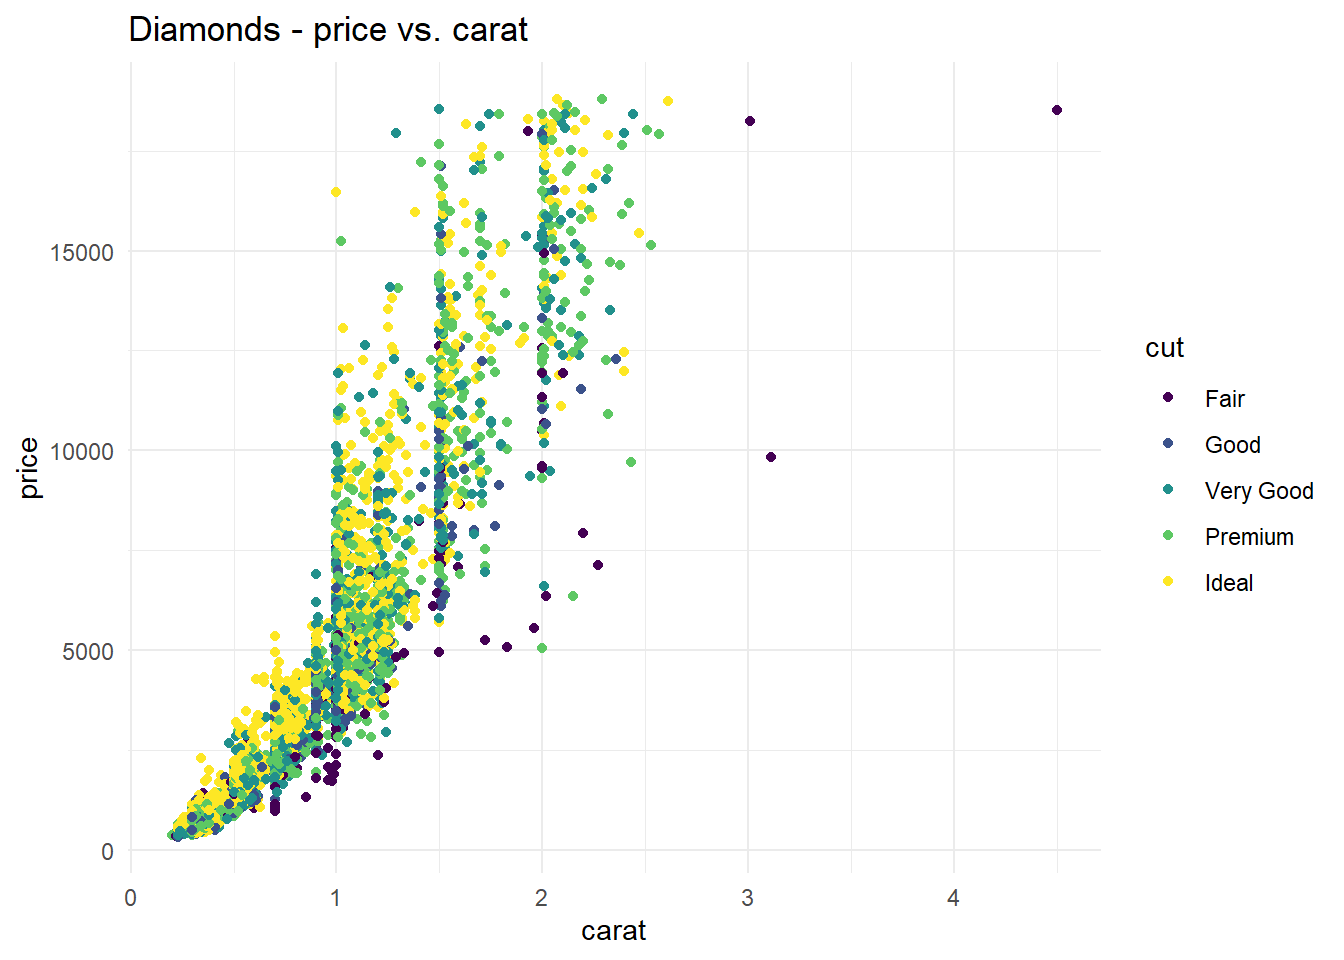 Diamonds - price vs. carat
price
15000
10000
5000
0
0 1 2 3 4
carat
cut
Fair
Good
Very Good
Premium
Ideal